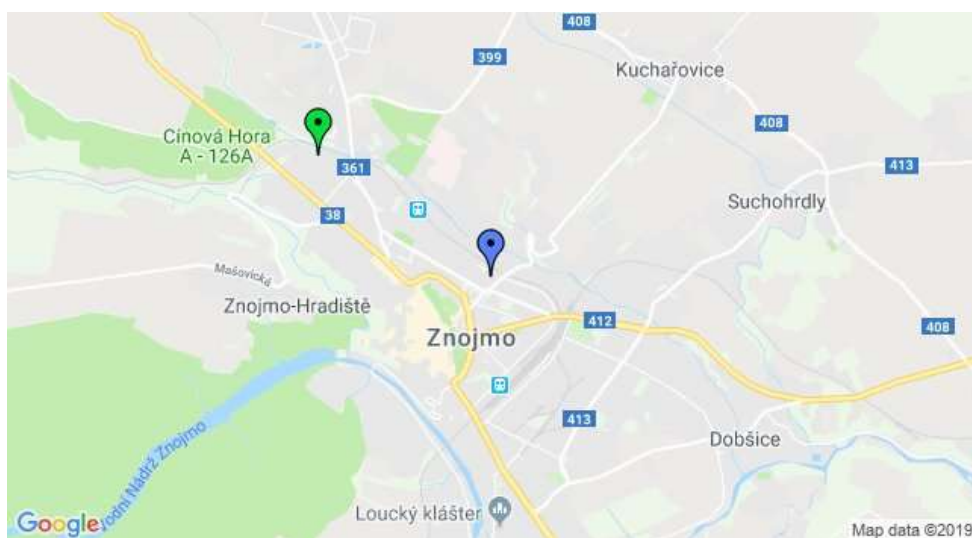 408
399
Kuchařovice
408
Cínová Hora
A - 126A
361
413
Suchohrdly
38
Mašovická
Znojmo-Hradiště
412
408
Znojmo
413
Dobšice
vodní Nádrž Znojmo
Loucký klášter
Google
Map data ©2019